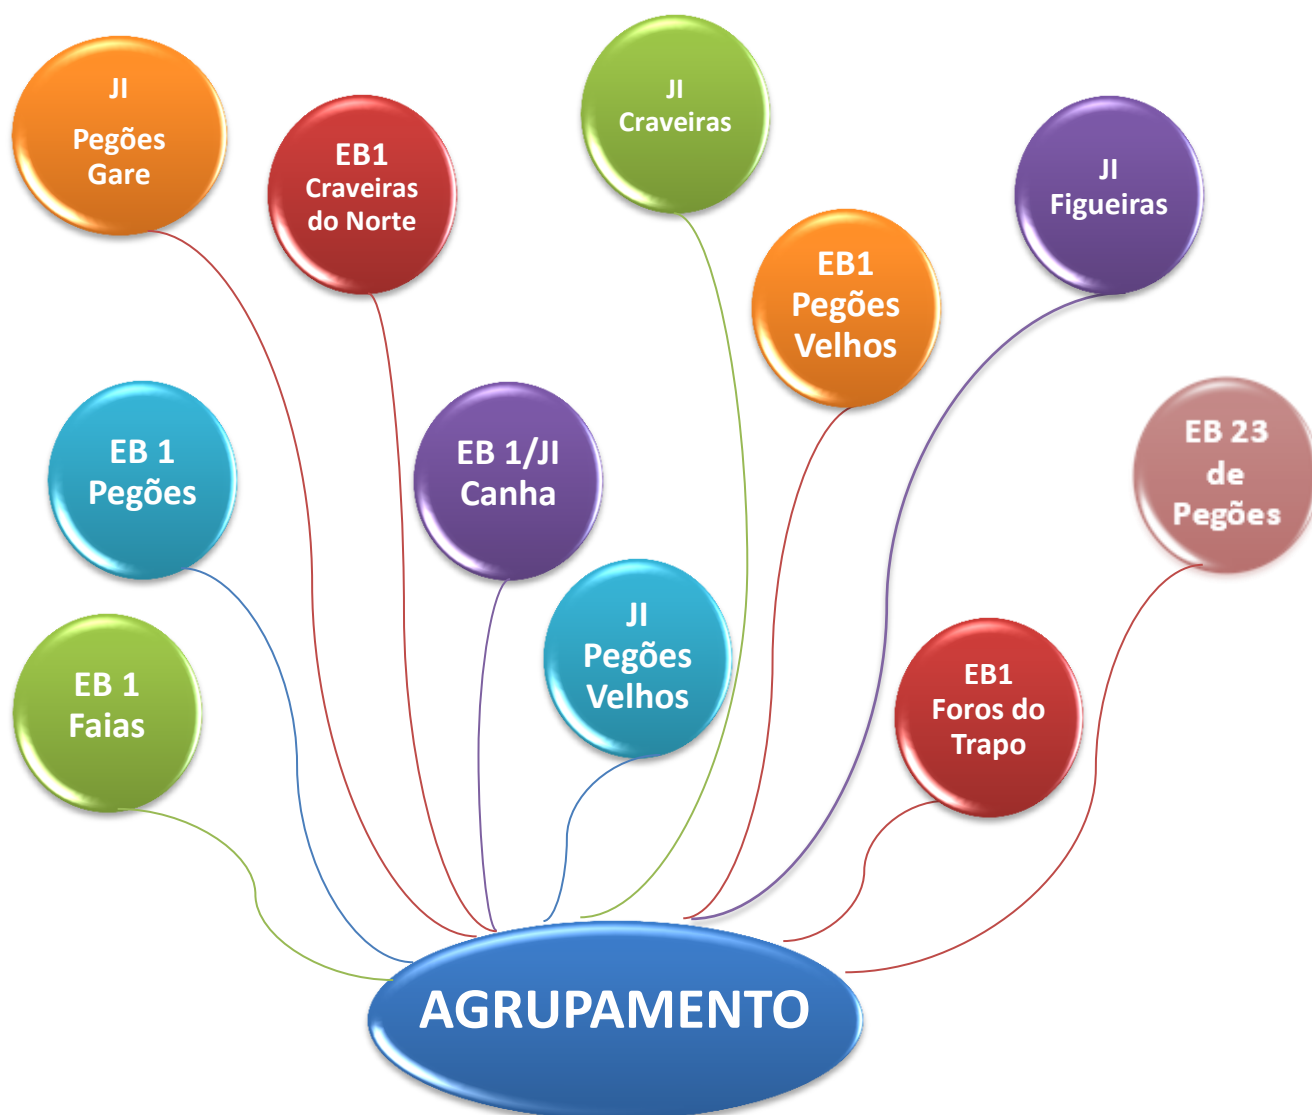 JI
Pegões
Gare
EB1
Craveiras
do Norte
JI
Craveiras
JI
Figueiras
EB1
Pegões
Velhos
EB 1
Pegões
EB 1/JI
Canha
EB 23
de
Pegões
JI
Pegões
Velhos
EB 1
Faias
EB1
Foros do
Trapo
AGRUPAMENTO